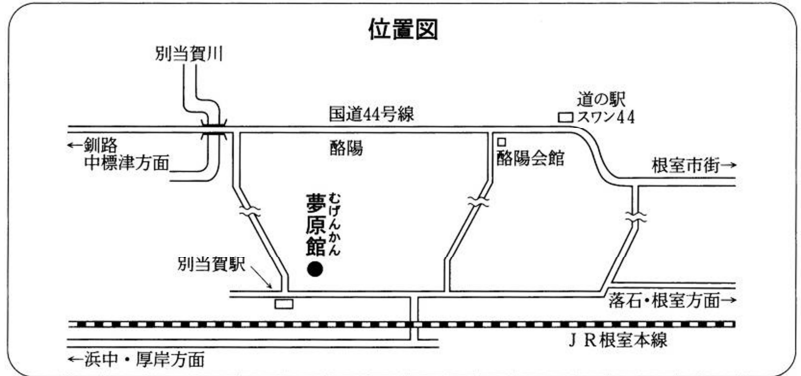 位置図
別当賀川
国道44号線
道の駅
スワン44
←釧路
中標津方面
酪陽
酪陽会館
根室市街→
むげんかん
夢原館
別当賀駅
落石・根室方面→
JR根室本線
←浜中・厚岸方面